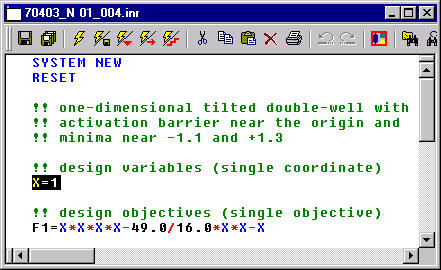 70403_N 01_004.inr
SYSTEM NEW
RESET
!! one-dimensional tilted double-well with
!! activation barrier near the origin and
!! minima near -1.1 and +1.3
!! design variables (single coordinate)
X=1
!! design objectives (single objective)
F1=X*X*X*X-49.0/16.0*X*X-X